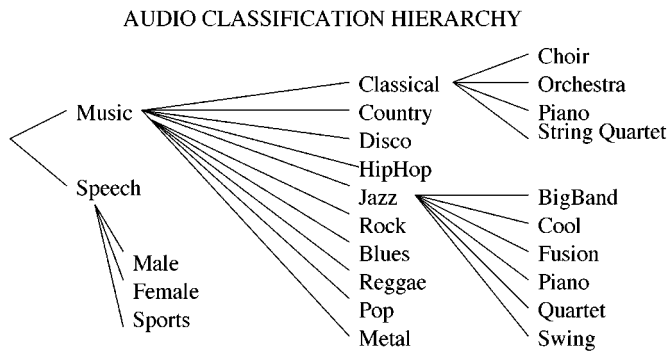 AUDIO CLASSIFICATION HIERARCHY
Music
Speech
Male
Female
Sports
Classical
Country
Disco
HipHop
Jazz
Rock
Blues
Reggae
Pop
Metal
Choir
Orchestra
Piano
String Quartet
BigBand
Cool
Fusion
Piano
Quartet
Swing